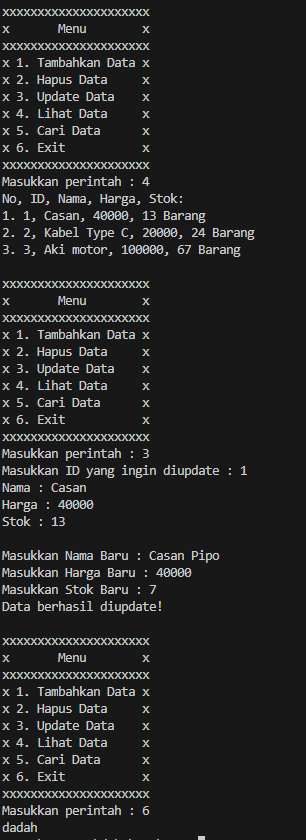 xxxxxxxxxxxxxxxxxxxxx
x       Menu        x
xxxxxxxxxxxxxxxxxxxxx
x 1. Tambahkan Data x
x 2. Hapus Data     x
x 3. Update Data    x
x 4. Lihat Data     x
x 5. Cari Data      x
x 6. Exit           x
xxxxxxxxxxxxxxxxxxxxx
Masukkan perintah : 4
No, ID, Nama, Harga, Stok:
1. 1, Casan, 40000, 13 Barang
2. 2, Kabel Type C, 20000, 24 Barang
3. 3, Aki motor, 100000, 67 Barang
xxxxxxxxxxxxxxxxxxxxx
x       Menu        x
xxxxxxxxxxxxxxxxxxxxx
x 1. Tambahkan Data x
x 2. Hapus Data     x
x 3. Update Data    x
x 4. Lihat Data     x
x 5. Cari Data      x
x 6. Exit           x
xxxxxxxxxxxxxxxxxxxxx
Masukkan perintah : 3
Masukkan ID yang ingin diupdate : 1
Nama : Casan
Harga : 40000
Stok : 13
Masukkan Nama Baru : Casan Pipo
Masukkan Harga Baru : 40000
Masukkan Stok Baru : 7
Data berhasil diupdate!
xxxxxxxxxxxxxxxxxxxxx
x       Menu        x
xxxxxxxxxxxxxxxxxxxxx
x 1. Tambahkan Data x
x 2. Hapus Data     x
x 3. Update Data    x
x 4. Lihat Data     x
x 5. Cari Data      x
x 6. Exit           x
xxxxxxxxxxxxxxxxxxxxx
Masukkan perintah : 6
dadah